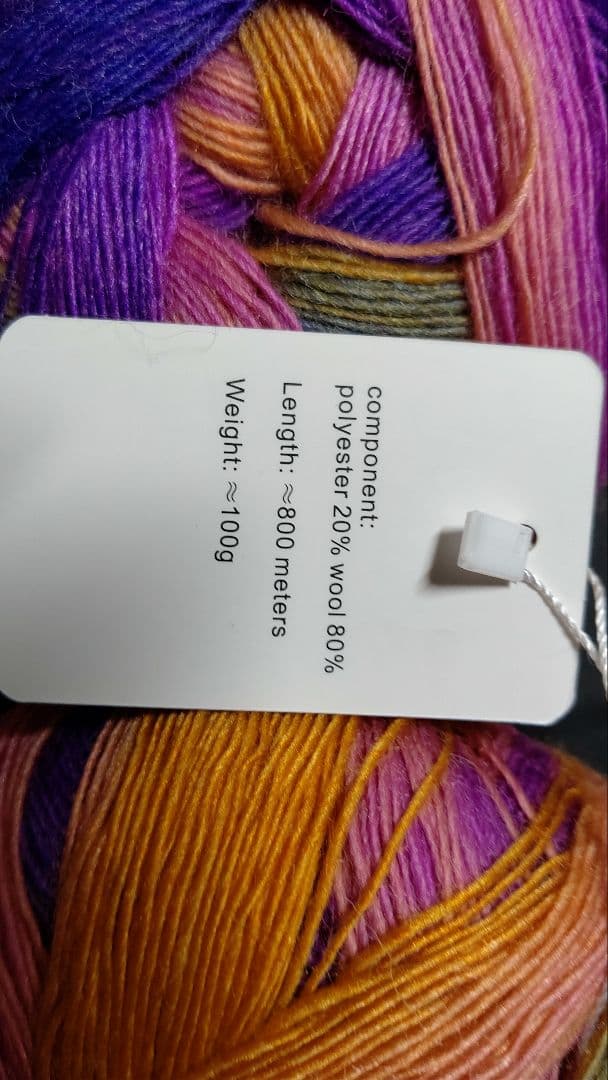 component:
polyester 20% wool 80%
Length: ≈800 meters
Weight: ≈100g